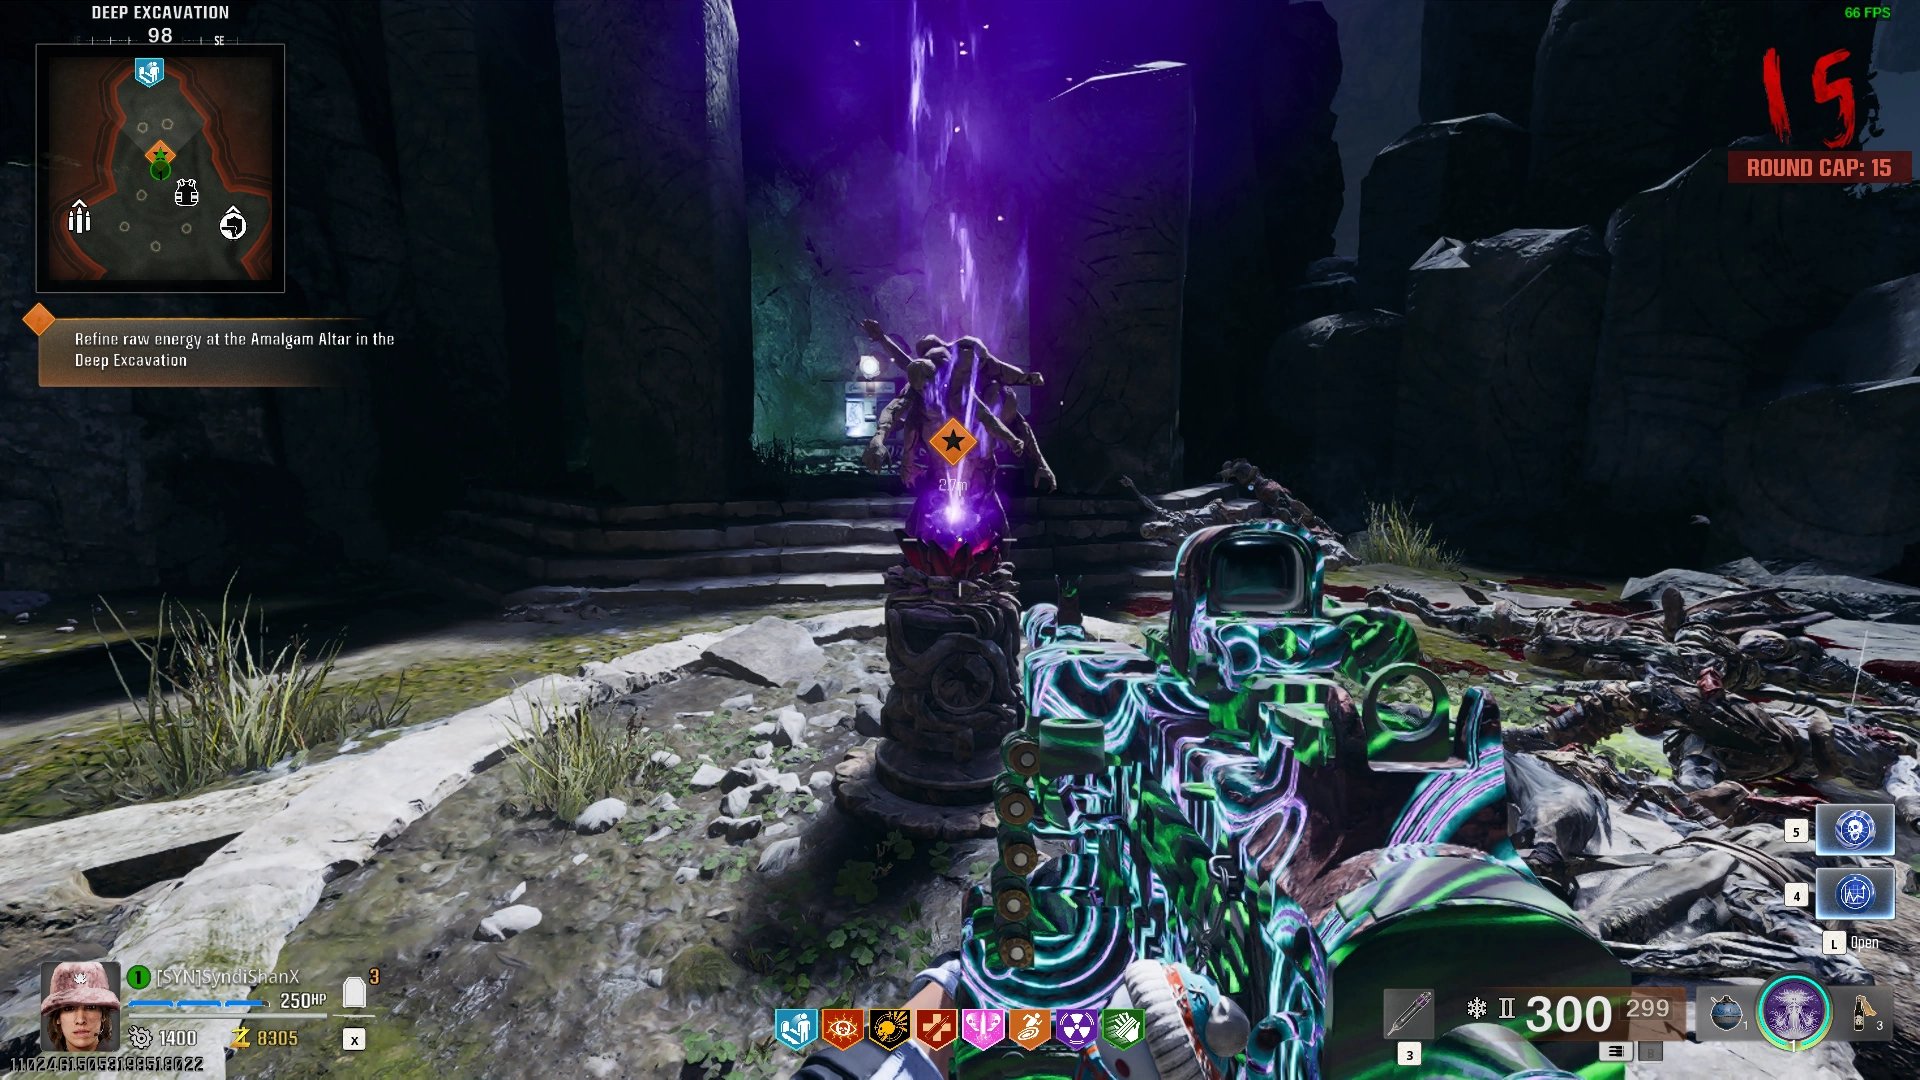 DEEP EXCAVATION
98
SE
66 FPS
15
ROUND CAP: 15
Refine raw energy at the Amalgam Altar in the
Deep Excavation
27m
5
4
L Open
1 [SYN]SyndiShanX
3
250HP
1400
8305
X
11024615053198518022
II 300 299
1
1
3
3